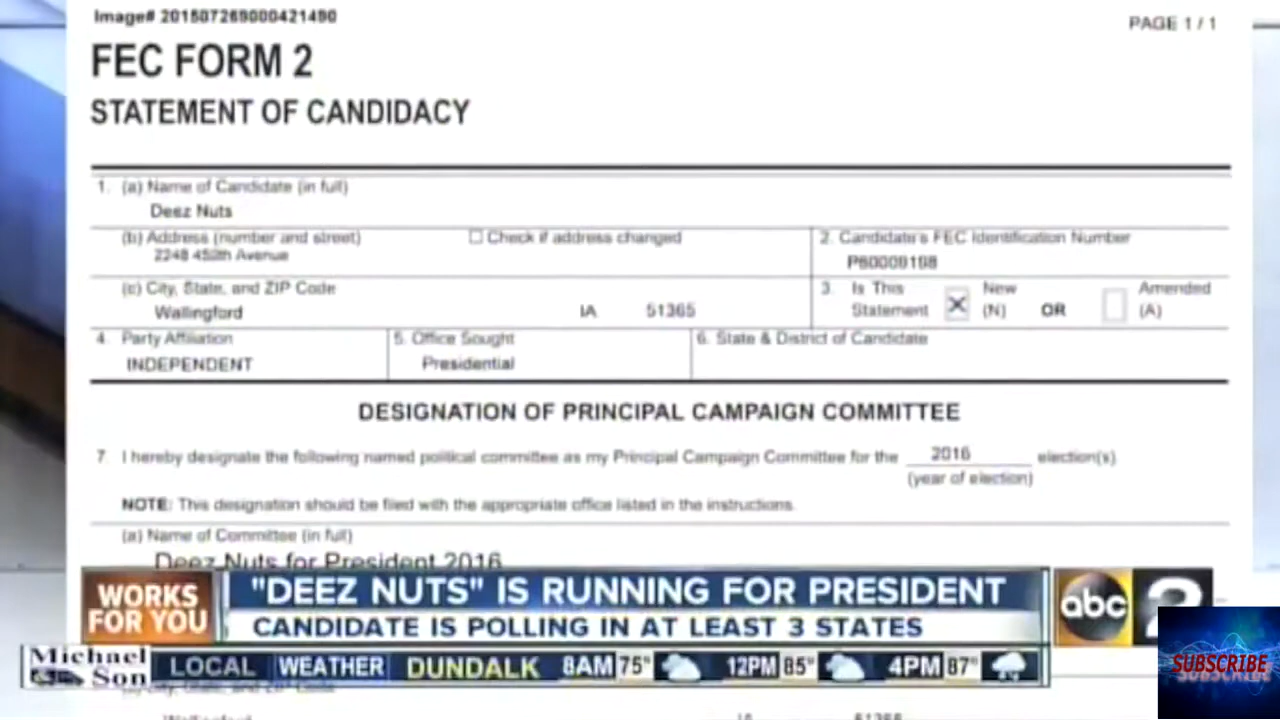 Image# 201507269000421490
PAGE 1 / 1
FEC FORM 2
STATEMENT OF CANDIDACY
1. (a) Name of Candidate (in full)
Deez Nuts
(b) Address (number and street) ☐ Check if address changed 2. Candidate's FEC Identification Number
2248 450th Avenue
P60009198
(c) City, State, and ZIP Code 3. Is This Statement ☒ New (N) OR ☐ Amended (A)
Wallingford IA 51365
4. Party Affiliation 5. Office Sought 6. State & District of Candidate
INDEPENDENT Presidential
DESIGNATION OF PRINCIPAL CAMPAIGN COMMITTEE
7. I hereby designate the following named political committee as my Principal Campaign Committee for the 2016 election(s).
(year of election)
NOTE: This designation should be filed with the appropriate office listed in the instructions.
(a) Name of Committee (in full)
Deez Nuts for President 2016
WORKS FOR YOU
"DEEZ NUTS" IS RUNNING FOR PRESIDENT
CANDIDATE IS POLLING IN AT LEAST 3 STATES
abc 2
SUBSCRIBE
Michael
Son
LOCAL WEATHER DUNDALK 8AM 75° 12PM 85° 4PM 87°